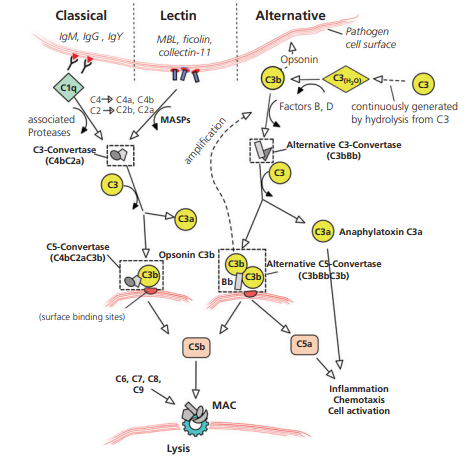 Classical
Lectin
Alternative
IgM, IgG , IgY
MBL, ficolin,
collectin-11
Pathogen
cell surface
Opsonin
C1q
C3b
C3(H₂O)
C3
C4 → C4a, C4b
C2 → C2b, C2a
MASPs
associated
Proteases
Factors B, D
continuously generated
by hydrolysis from C3
amplification
C3-Convertase
(C4bC2a)
Alternative C3-Convertase
(C3bBb)
C3
C3
C3a
C3a
Anaphylatoxin C3a
C5-Convertase
(C4bC2aC3b)
Opsonin C3b
C3b
C3b
C3b
Bb
Alternative C5-Convertase
(C3bBbC3b)
(surface binding sites)
C5b
C5a
C6, C7, C8,
C9
MAC
Inflammation
Chemotaxis
Cell activation
Lysis